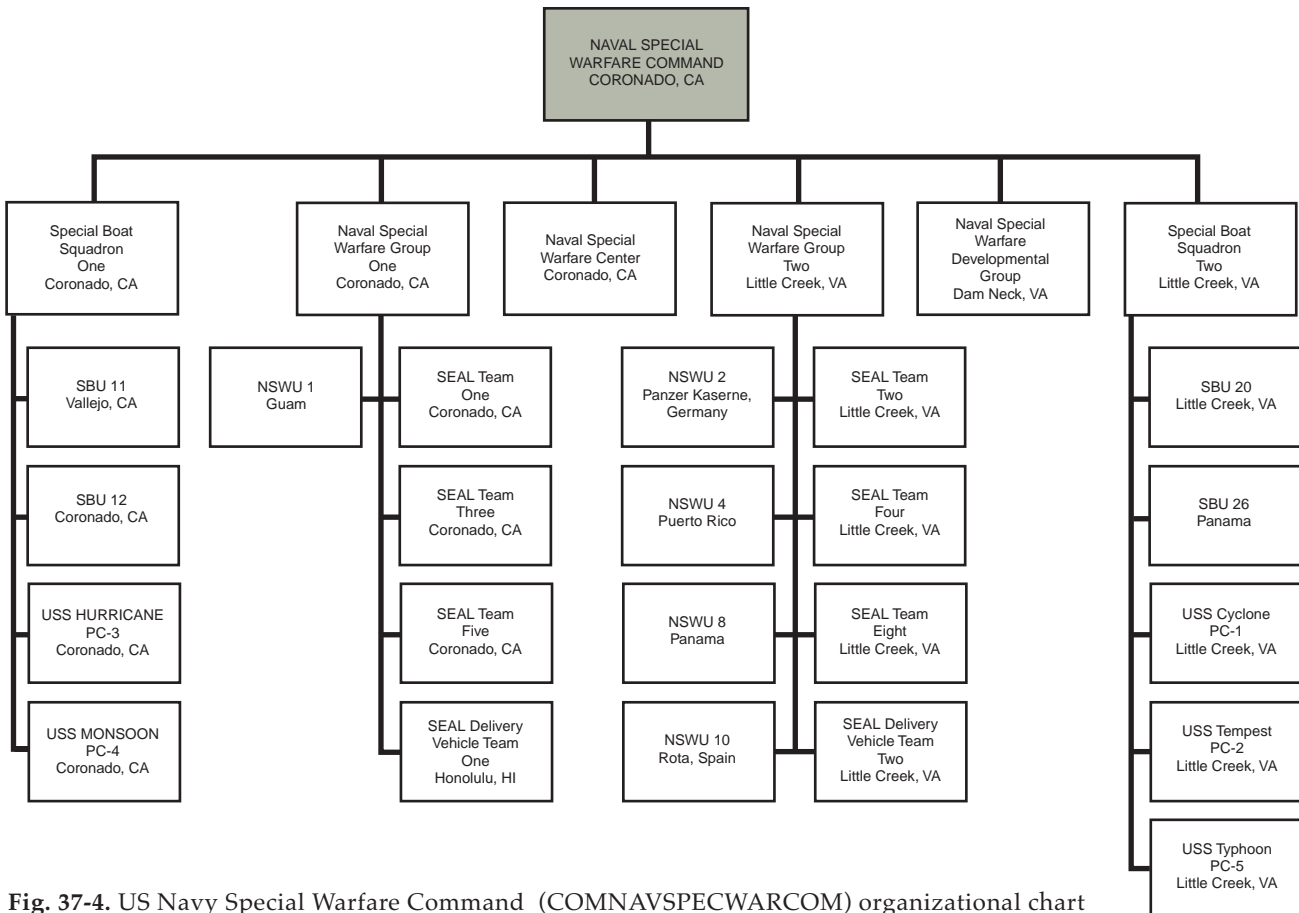 NAVAL SPECIAL
WARFARE COMMAND
CORONADO, CA
Special Boat
Squadron
One
Coronado, CA
Naval Special
Warfare Group
One
Coronado, CA
Naval Special
Warfare Center
Coronado, CA
Naval Special
Warfare Group
Two
Little Creek, VA
Naval Special
Warfare
Developmental
Group
Dam Neck, VA
Special Boat
Squadron
Two
Little Creek, VA
SBU 11
Vallejo, CA
NSWU 1
Guam
SEAL Team
One
Coronado, CA
NSWU 2
Panzer Kaserne,
Germany
SEAL Team
Two
Little Creek, VA
SBU 20
Little Creek, VA
SBU 12
Coronado, CA
SEAL Team
Three
Coronado, CA
NSWU 4
Puerto Rico
SEAL Team
Four
Little Creek, VA
SBU 26
Panama
USS HURRICANE
PC-3
Coronado, CA
SEAL Team
Five
Coronado, CA
NSWU 8
Panama
SEAL Team
Eight
Little Creek, VA
USS Cyclone
PC-1
Little Creek, VA
USS MONSOON
PC-4
Coronado, CA
SEAL Delivery
Vehicle Team
One
Honolulu, HI
NSWU 10
Rota, Spain
SEAL Delivery
Vehicle Team
Two
Little Creek, VA
USS Tempest
PC-2
Little Creek, VA
USS Typhoon
PC-5
Little Creek, VA
Fig. 37-4. US Navy Special Warfare Command (COMNAVSPECWARCOM) organizational chart